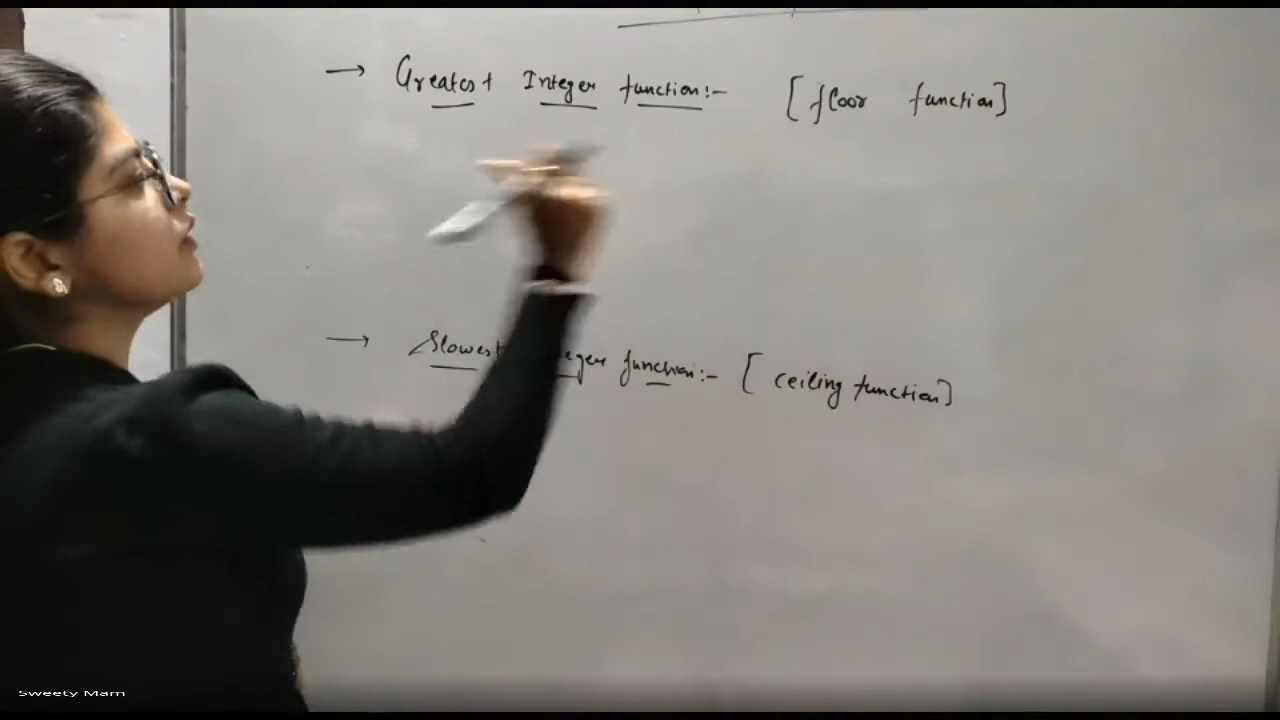 → Greatest Integer function:- [floor function]
→ Slowest function:- [ceiling function]
Sweety Mam